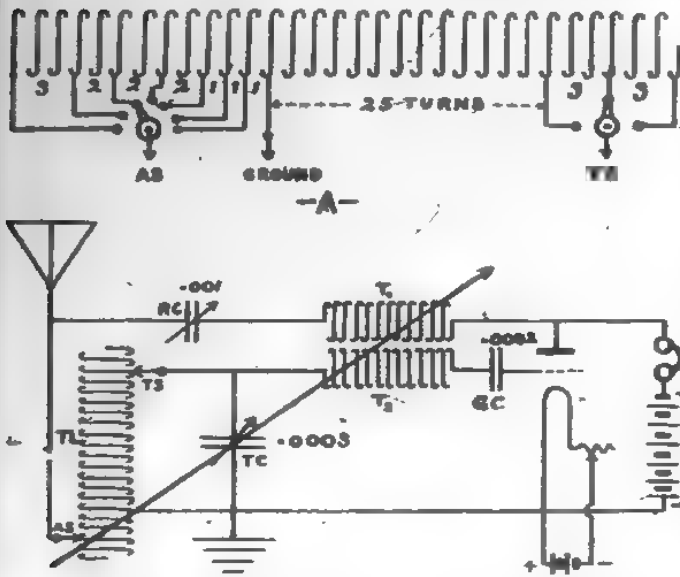 3 2 2 2 1 1 1 25 TURNS 3 3
AS GROUND
-A-
.001
RC
T₁
.0002
TS
T₂
GC
TL
.0003
TC
AS
+ -